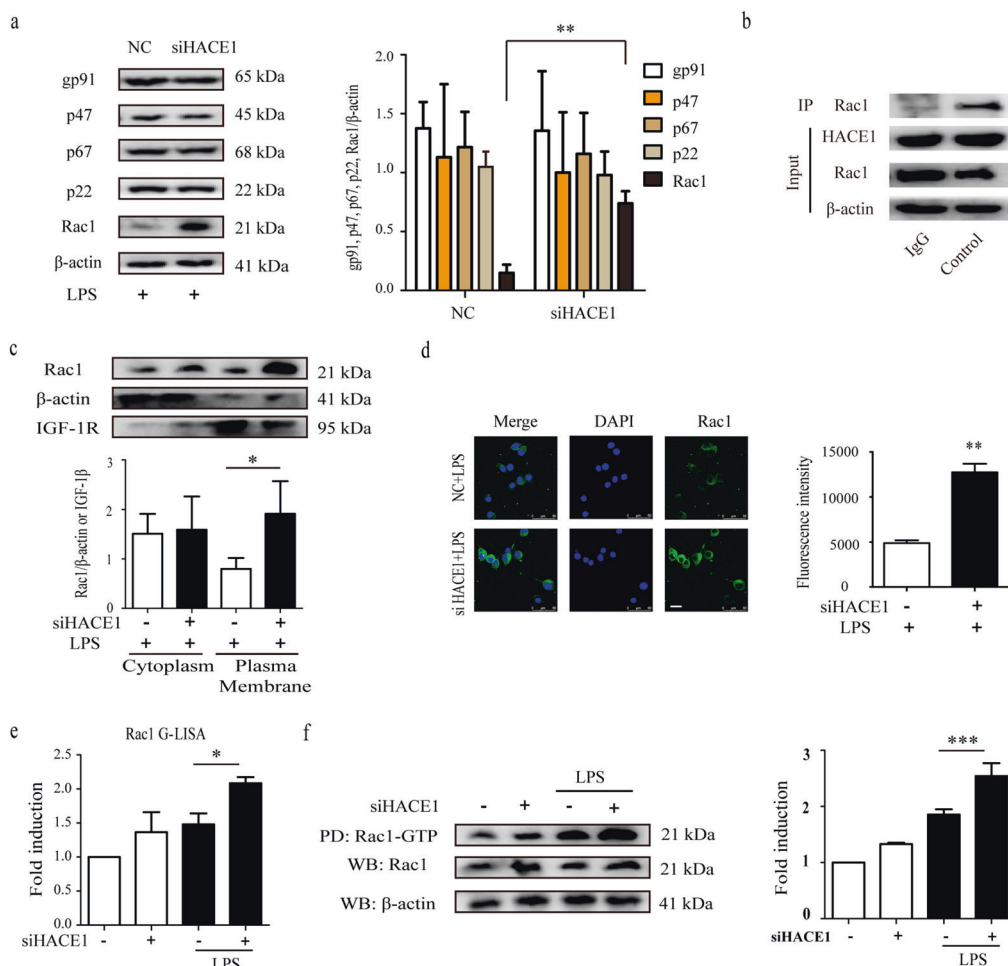 a
NC siHACE1
gp91 65 kDa
p47 45 kDa
p67 68 kDa
p22 22 kDa
Rac1 21 kDa
β-actin 41 kDa
LPS + +
**
gp91, p47, p67, p22, Rac1/β-actin
1.8
1.2
0.6
0.0
NC siHACE1
gp91
p47
p67
p22
Rac1
b
IP Rac1
Input
HACE1
Rac1
β-actin
IgG Control
c
Rac1 21 kDa
β-actin 41 kDa
IGF-1R 95 kDa
Rac1/β-actin or IGF-1β
3
2
1
0
*
siHACE1 - + - +
LPS + + + +
Cytoplasm Plasma
Membrane
d
Merge DAPI Rac1
NC+LPS
si HACE1+LPS
Fluorescence intensity
15000
10000
5000
0
**
siHACE1 - +
LPS + +
e
Rac1 G-LISA
Fold induction
2.5
2.0
1.5
1.0
0.5
0.0
*
siHACE1 - + - +
LPS
f
LPS
siHACE1 - + - +
PD: Rac1-GTP 21 kDa
WB: Rac1 21 kDa
WB: β-actin 41 kDa
Fold induction
3
2
1
0
***
siHACE1 - + - +
LPS